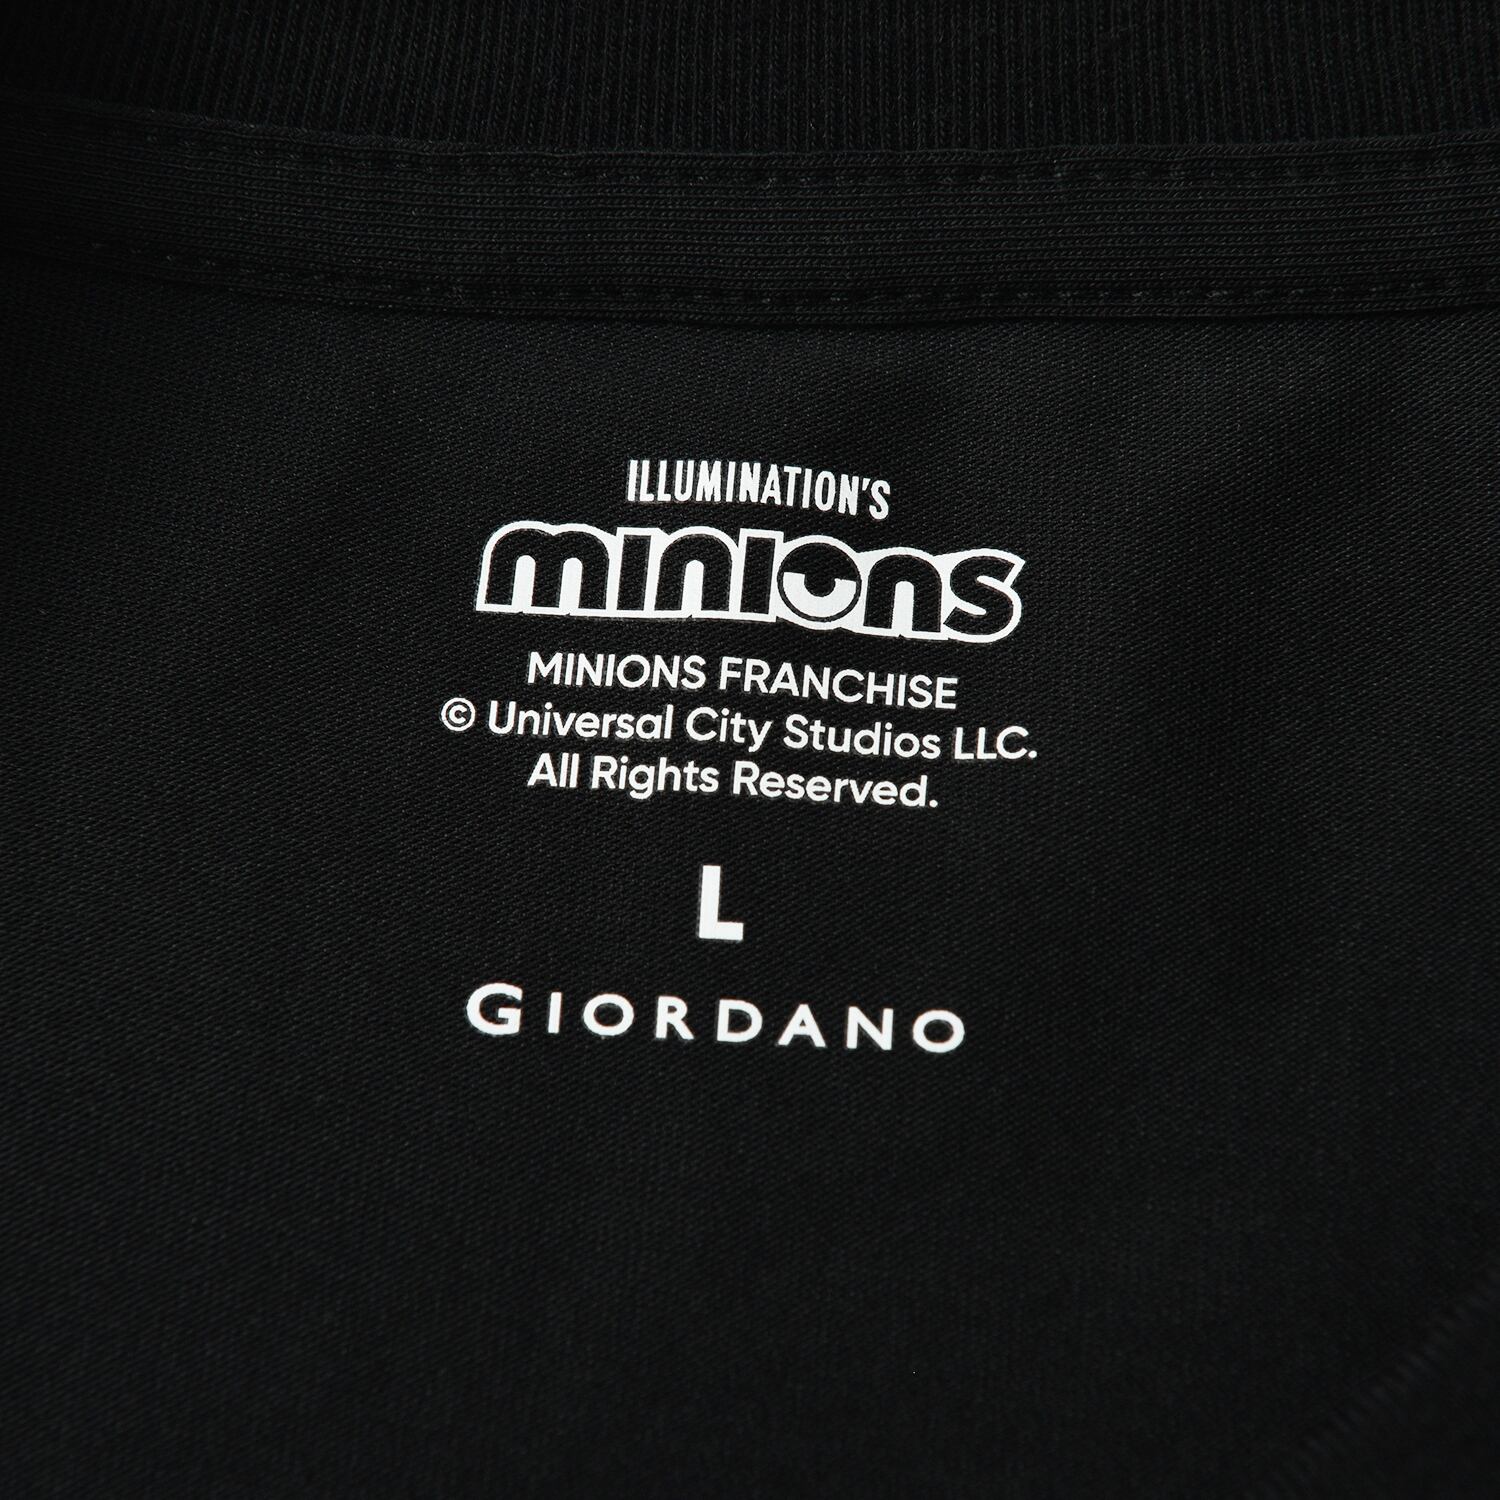 ILLUMINATION'S
minions
MINIONS FRANCHISE
© Universal City Studios LLC.
All Rights Reserved.
L
GIORDANO